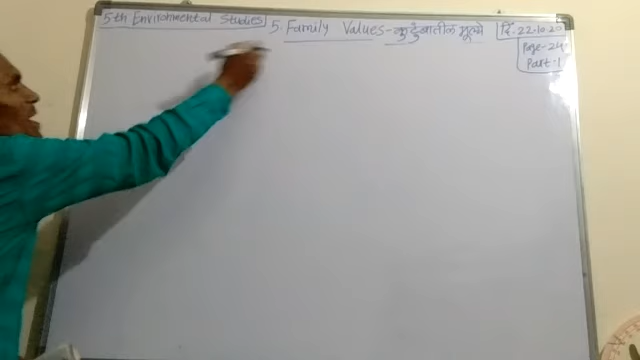 5th Environmental Studies 5. Family Values - कुटुंबातील मूल्ये दि. 22.10.20
Page-24
Part-1